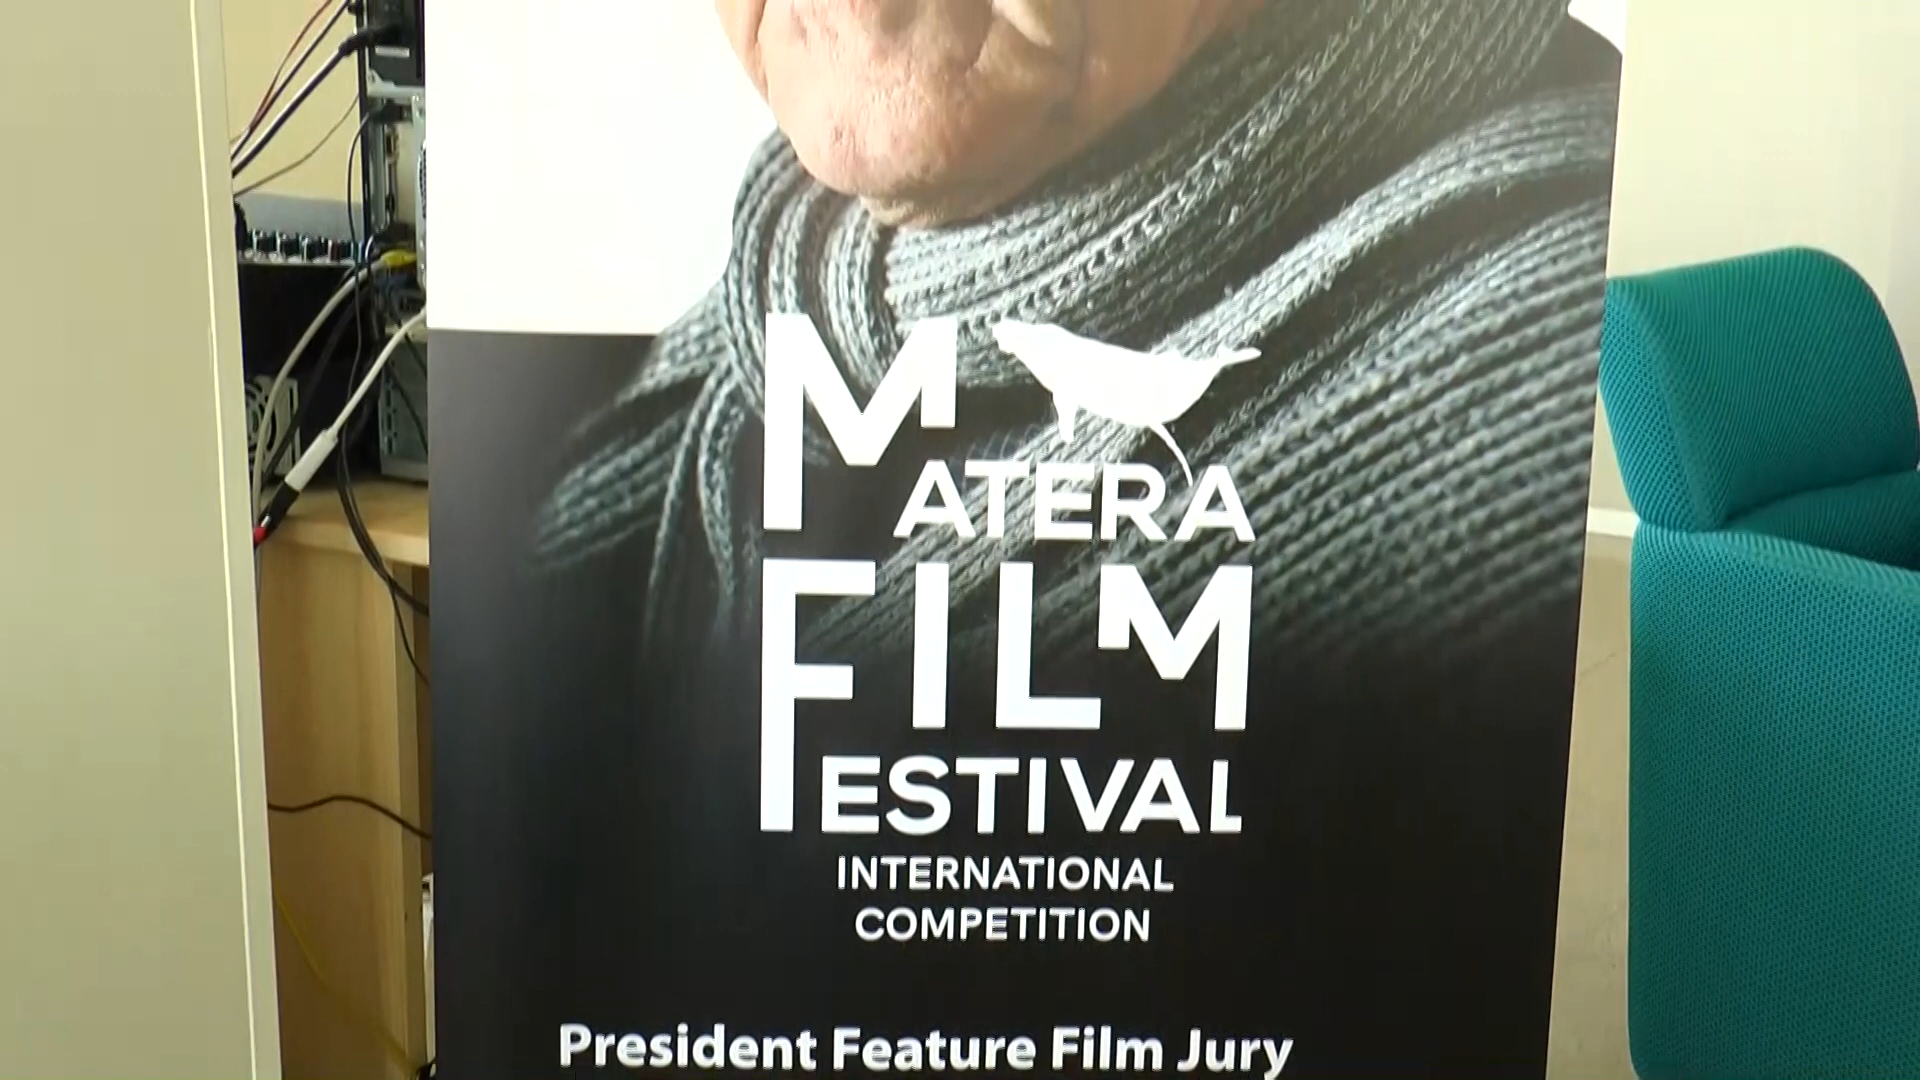 MATERA
FILM
FESTIVAL
INTERNATIONAL
COMPETITION
President Feature Film Jury